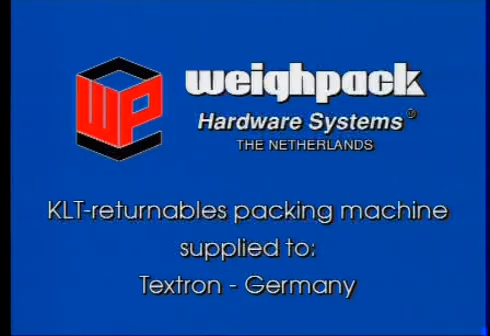 WP
weighpack
Hardware Systems®
THE NETHERLANDS
KLT-returnables packing machine
supplied to:
Textron - Germany